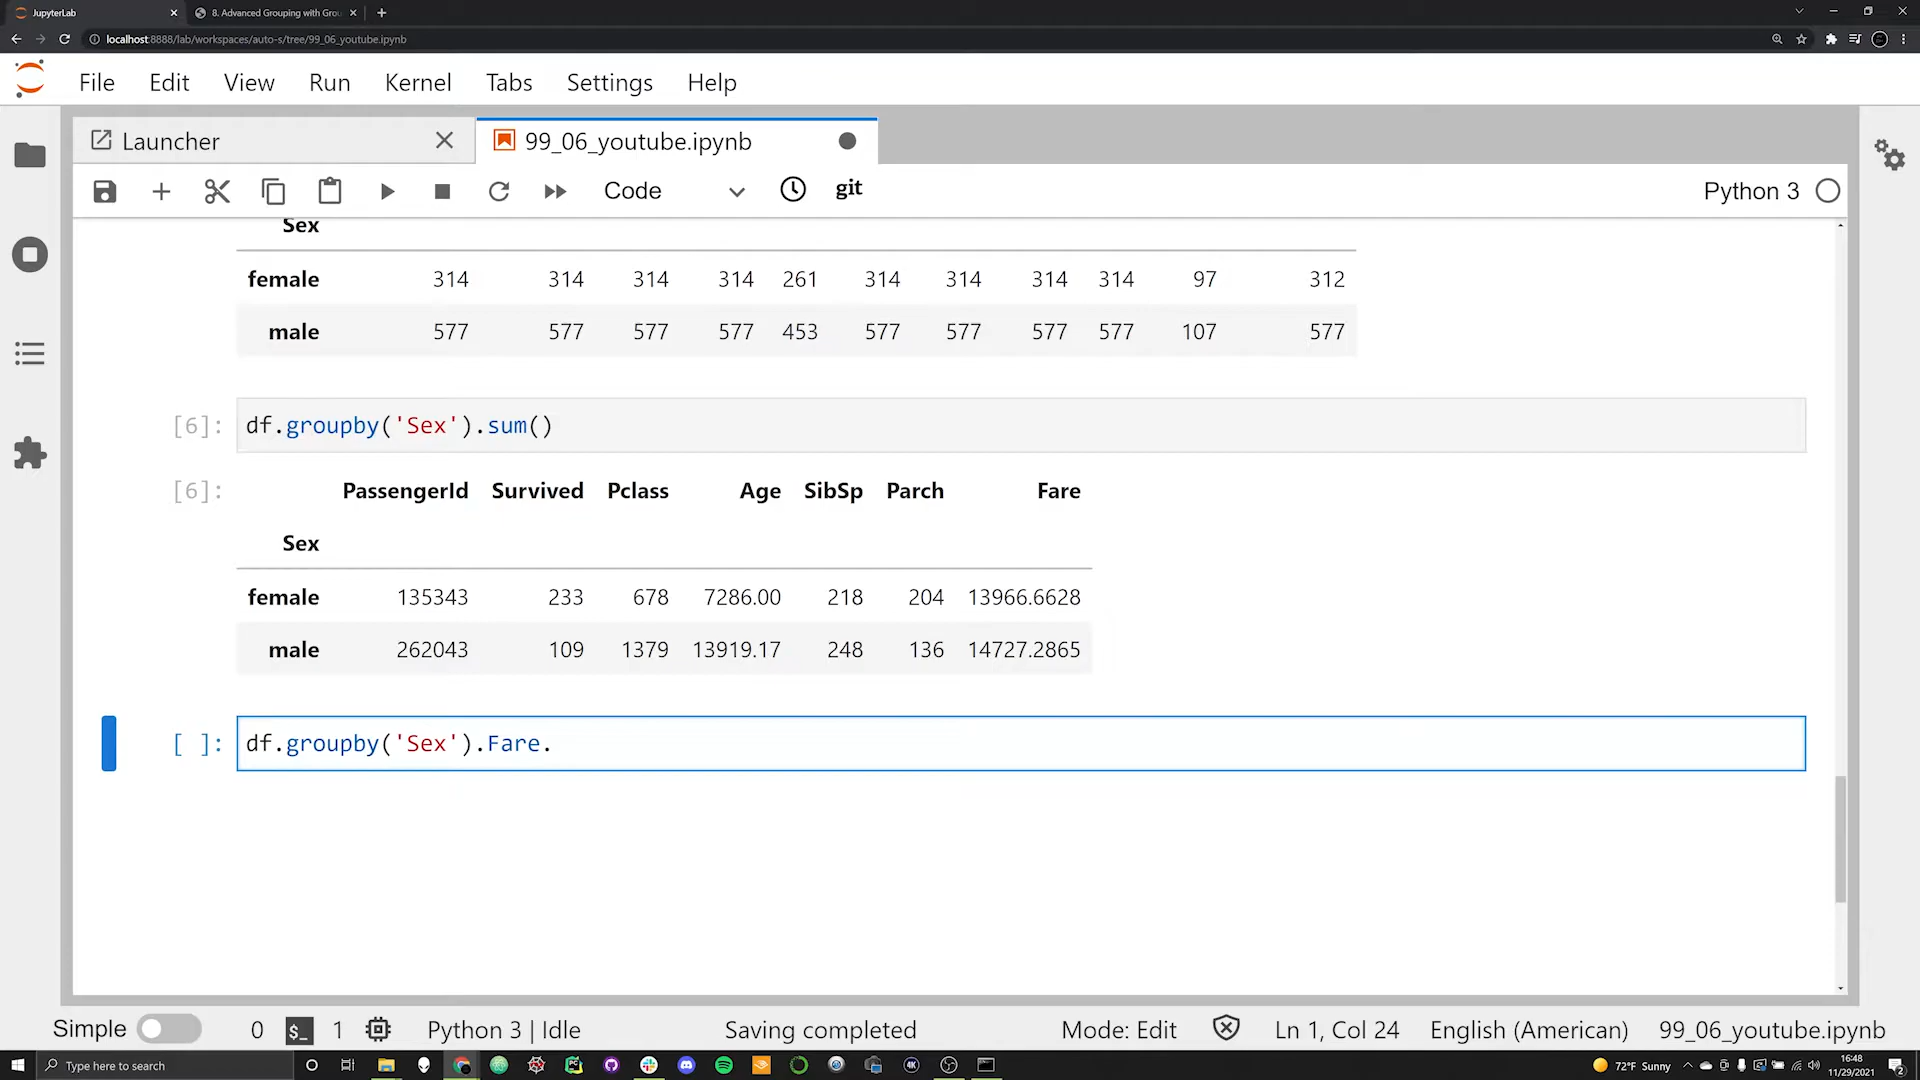 JupyterLab
8. Advanced Grouping with Grou
localhost:8888/lab/workspaces/auto-s/tree/99_06_youtube.ipynb
File Edit View Run Kernel Tabs Settings Help
Launcher
99_06_youtube.ipynb
Code
git
Python 3
Sex
female 314 314 314 314 261 314 314 314 314 97 312
male 577 577 577 577 453 577 577 577 577 107 577
[6]: df.groupby('Sex').sum()
[6]: PassengerId Survived Pclass Age SibSp Parch Fare
Sex
female 135343 233 678 7286.00 218 204 13966.6628
male 262043 109 1379 13919.17 248 136 14727.2865
[ ]: df.groupby('Sex').Fare.
Simple 0 $_ 1 Python 3 | Idle Saving completed Mode: Edit Ln 1, Col 24 English (American) 99_06_youtube.ipynb
Type here to search
PC
4K
72°F Sunny
16:48
11/29/2021
2